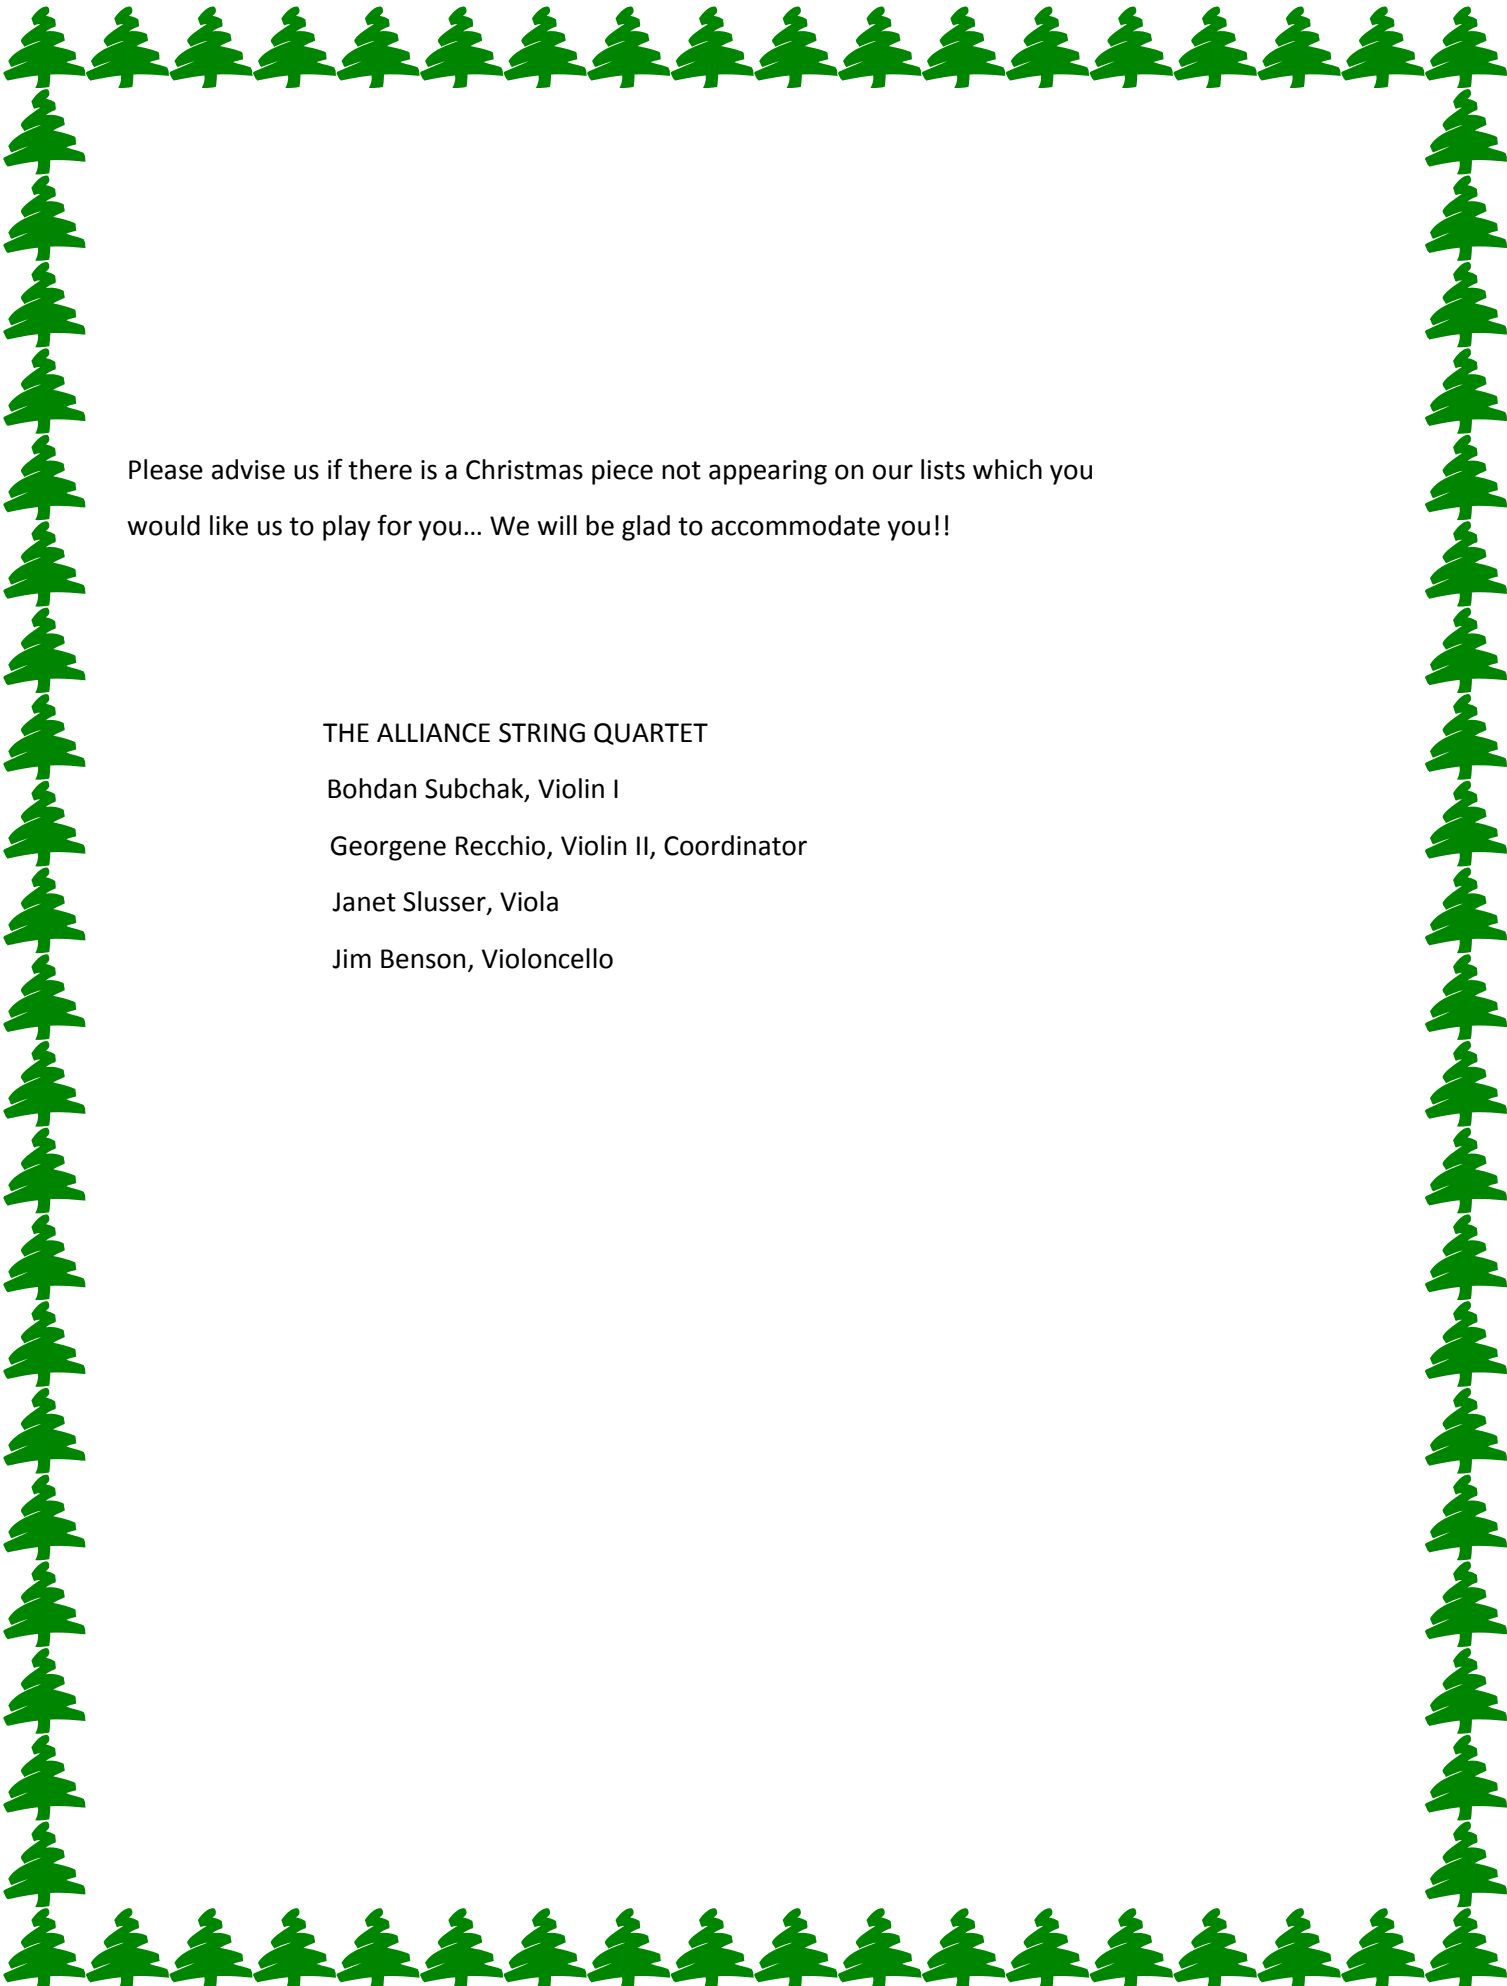 Please advise us if there is a Christmas piece not appearing on our lists which you
would like us to play for you… We will be glad to accommodate you!!
THE ALLIANCE STRING QUARTET
Bohdan Subchak, Violin I
Georgene Recchio, Violin II, Coordinator
Janet Slusser, Viola
Jim Benson, Violoncello